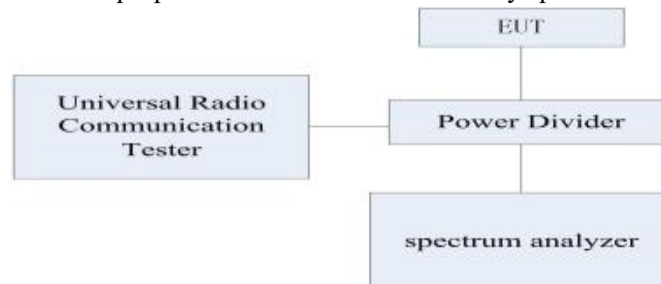 EUT
Universal Radio
Communication
Tester
Power Divider
spectrum analyzer